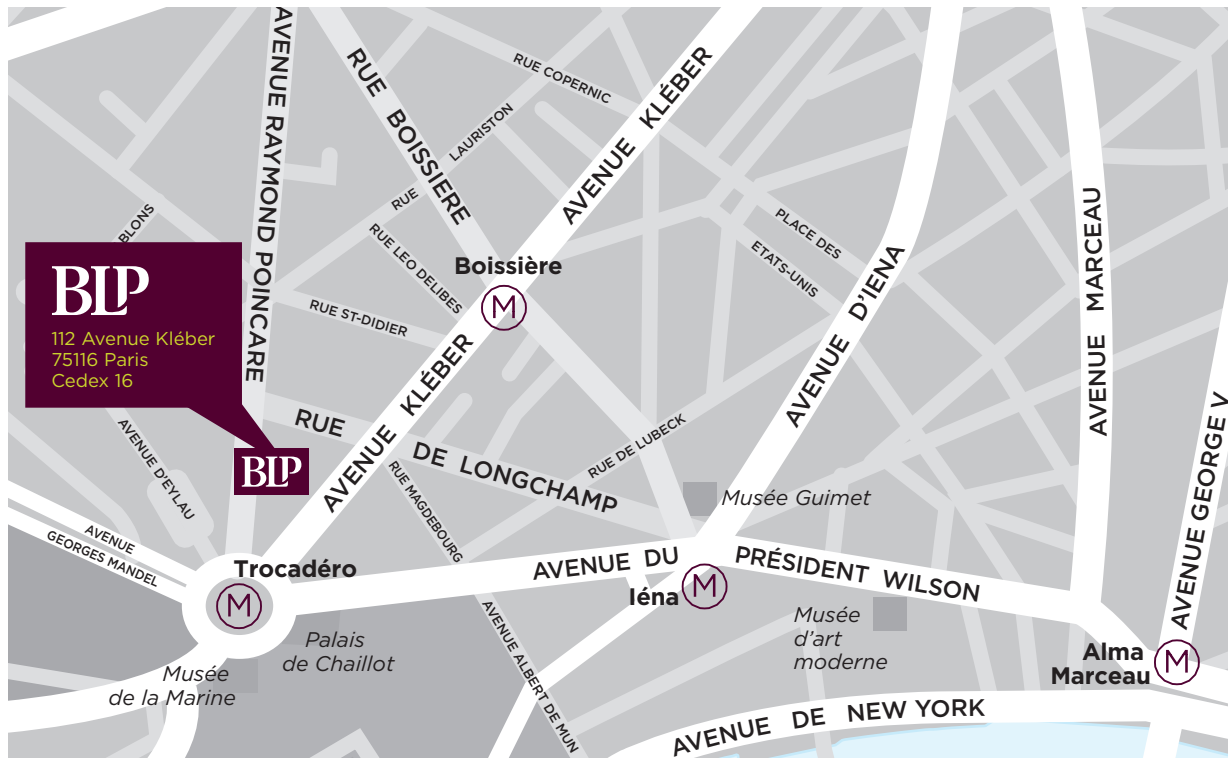 AVENUE RAYMOND POINCARE
RUE BOISSIERE
RUE COPERNIC
AVENUE KLÉBER
RUE LAURISTON
AVENUE MARCEAU
BLONS
RUE LEO DELIBES
PLACE DES
ETATS-UNIS
Boissière
M
AVENUE D'IENA
BLP
112 Avenue Kléber
75116 Paris
Cedex 16
RUE ST-DIDIER
AVENUE KLÉBER
RUE DE LONGCHAMP
RUE DE LUBECK
AVENUE GEORGE V
AVENUE D'EYLAU
BLP
RUE MAGDEBOURG
Musée Guimet
AVENUE
GEORGES MANDEL
Trocadéro
M
AVENUE DU PRÉSIDENT WILSON
Iéna
M
Musée
d'art
moderne
Palais
de Chaillot
AVENUE ALBERT DE MUN
Musée
de la Marine
Alma
Marceau
M
AVENUE DE NEW YORK